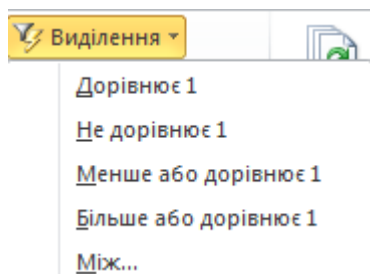 Виділення
Дорівнює 1
Не дорівнює 1
Менше або дорівнює 1
Більше або дорівнює 1
Між...